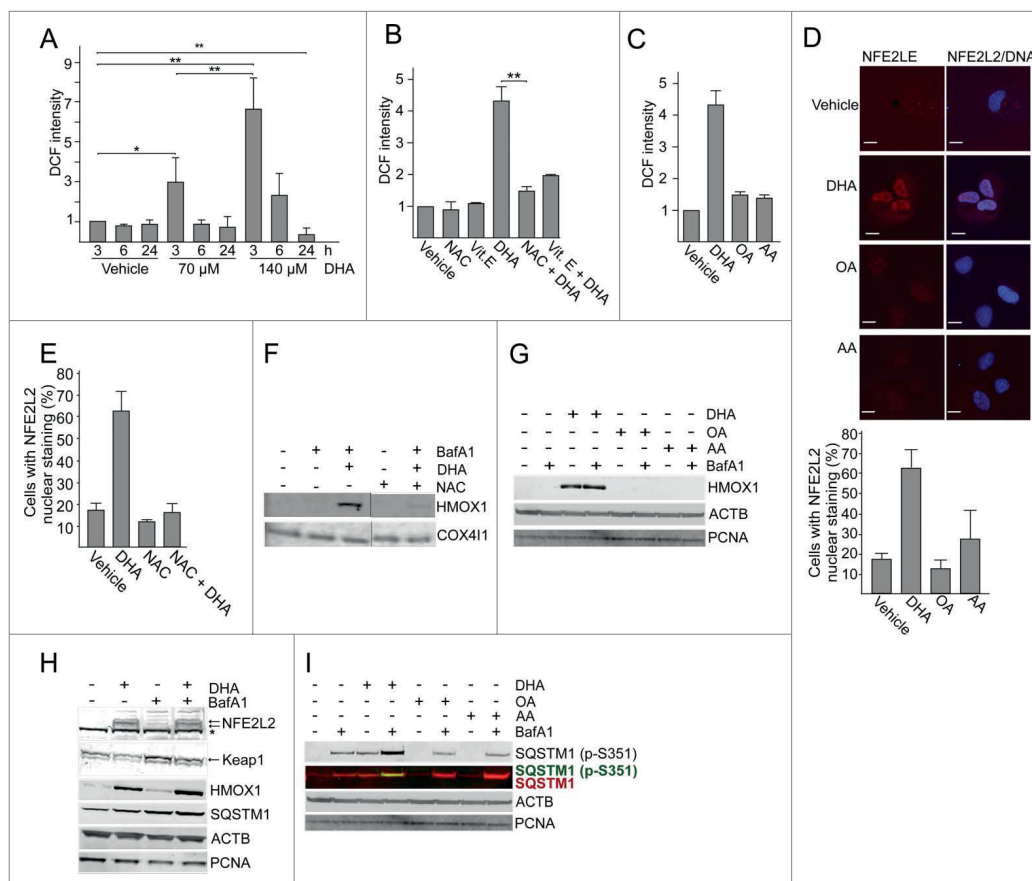 A
DCF intensity
9
7
5
3
1
**
**
**
*
3 6 24 3 6 24 3 6 24 h
Vehicle 70 µM 140 µM DHA
B
DCF intensity
5
4
3
2
1
**
Vehicle
NAC
Vit.E
DHA
NAC + DHA
Vit. E + DHA
C
DCF intensity
5
4
3
2
1
Vehicle
DHA
OA
AA
D
NFE2LE NFE2L2/DNA
Vehicle
DHA
OA
AA
Cells with NFE2L2
nuclear staining (%)
80
70
60
50
40
30
20
10
Vehicle
DHA
OA
AA
E
Cells with NFE2L2
nuclear staining (%)
80
70
60
50
40
30
20
10
Vehicle
DHA
NAC
NAC + DHA
F
- + + - + BafA1
- - + - + DHA
- - - + + NAC
HMOX1
COX4I1
G
- - + + - - - - DHA
- - - - + + - - OA
- - - - - - + + AA
- + - + - + - + BafA1
HMOX1
ACTB
PCNA
H
- + - + DHA
- - + + BafA1
NFE2L2
*
Keap1
HMOX1
SQSTM1
ACTB
PCNA
I
- - + + - - - - DHA
- - - - + + - - OA
- - - - - - + + AA
- + - + - + - + BafA1
SQSTM1 (p-S351)
SQSTM1 (p-S351)
SQSTM1
ACTB
PCNA